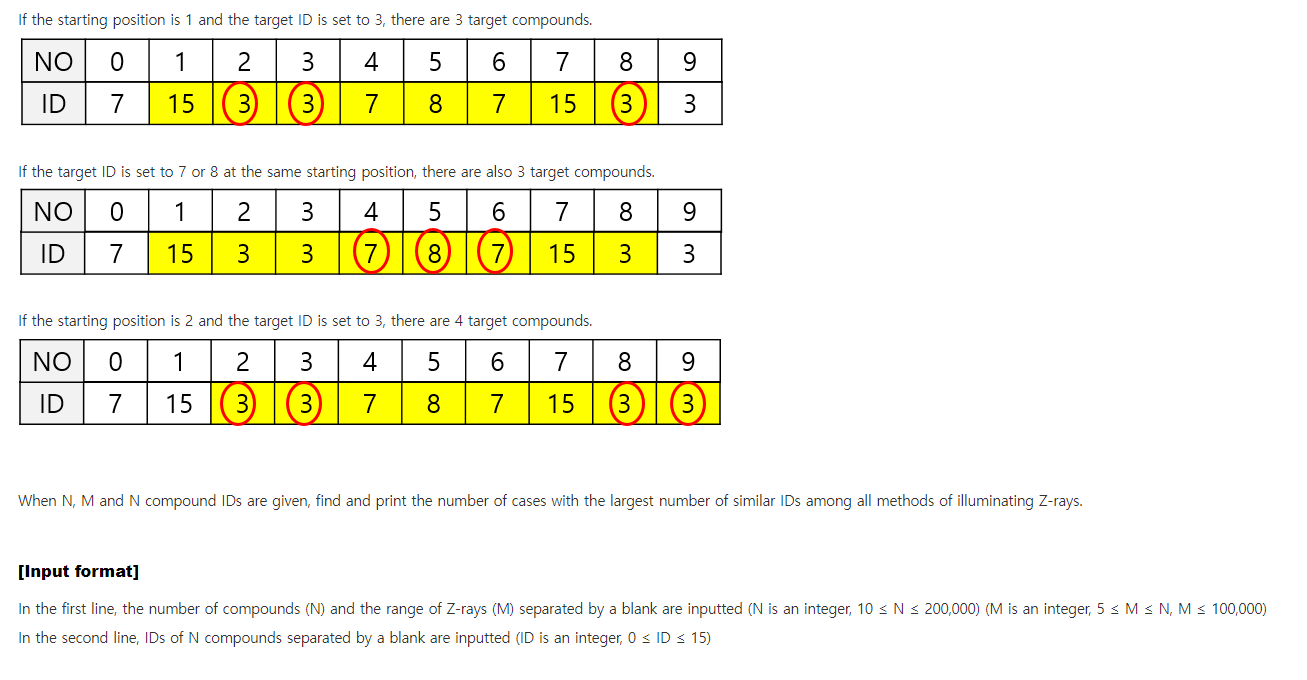 If the starting position is 1 and the target ID is set to 3, there are 3 target compounds.
NO 0 1 2 3 4 5 6 7 8 9
ID 7 15 3 3 7 8 7 15 3 3
If the target ID is set to 7 or 8 at the same starting position, there are also 3 target compounds.
NO 0 1 2 3 4 5 6 7 8 9
ID 7 15 3 3 7 8 7 15 3 3
If the starting position is 2 and the target ID is set to 3, there are 4 target compounds.
NO 0 1 2 3 4 5 6 7 8 9
ID 7 15 3 3 7 8 7 15 3 3
When N, M and N compound IDs are given, find and print the number of cases with the largest number of similar IDs among all methods of illuminating Z-rays.
[Input format]
In the first line, the number of compounds (N) and the range of Z-rays (M) separated by a blank are inputted (N is an integer, 10 ≤ N ≤ 200,000) (M is an integer, 5 ≤ M ≤ N, M ≤ 100,000)
In the second line, IDs of N compounds separated by a blank are inputted (ID is an integer, 0 ≤ ID ≤ 15)